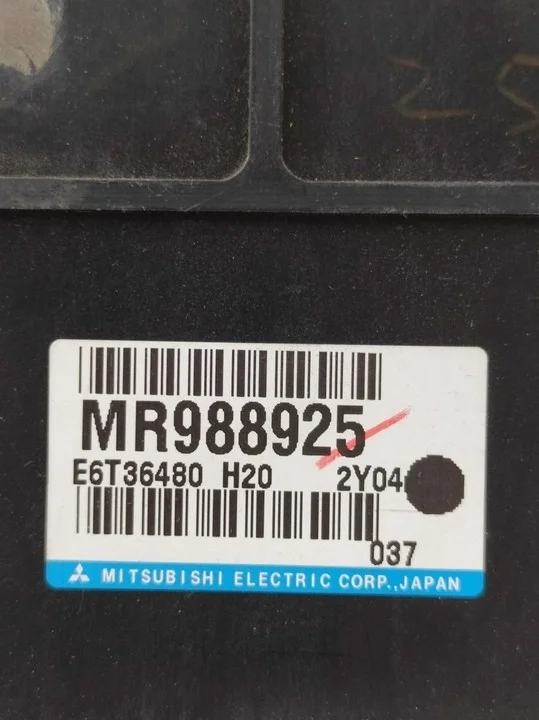 MR988925
E6T36480 H20 2Y04
037
MITSUBISHI ELECTRIC CORP.,JAPAN